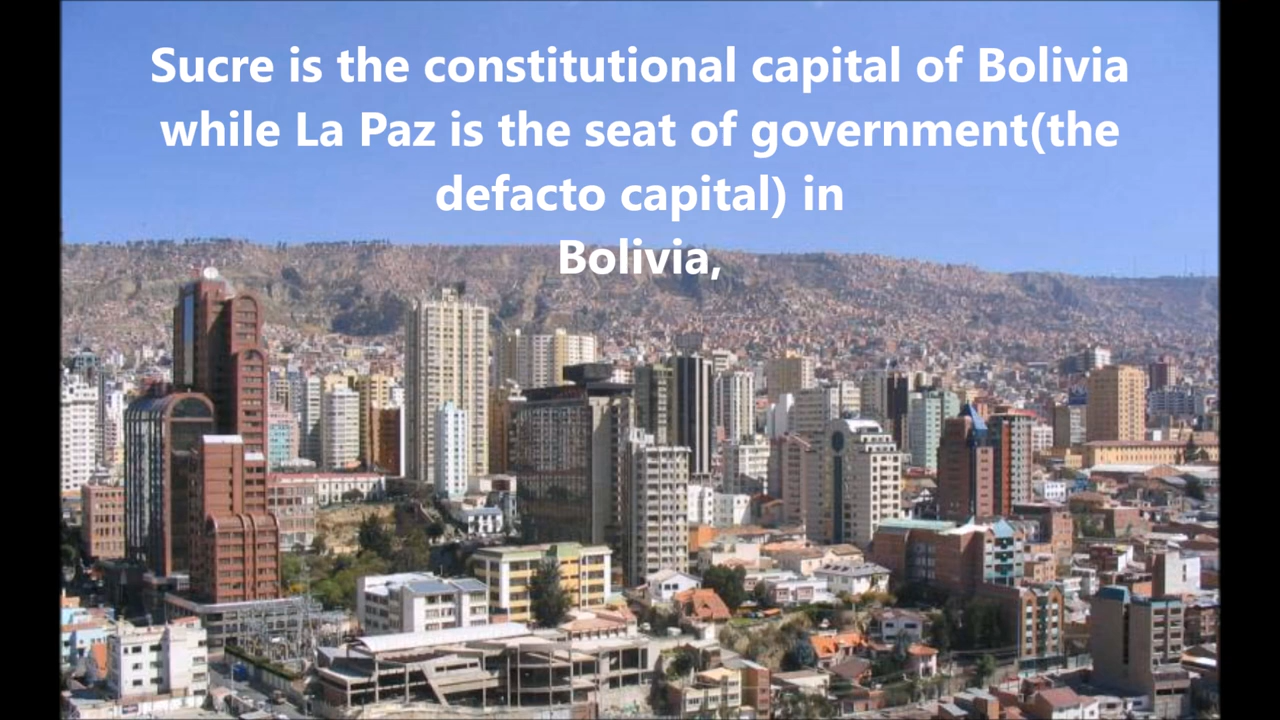 Sucre is the constitutional capital of Bolivia
while La Paz is the seat of government(the
defacto capital) in
Bolivia,